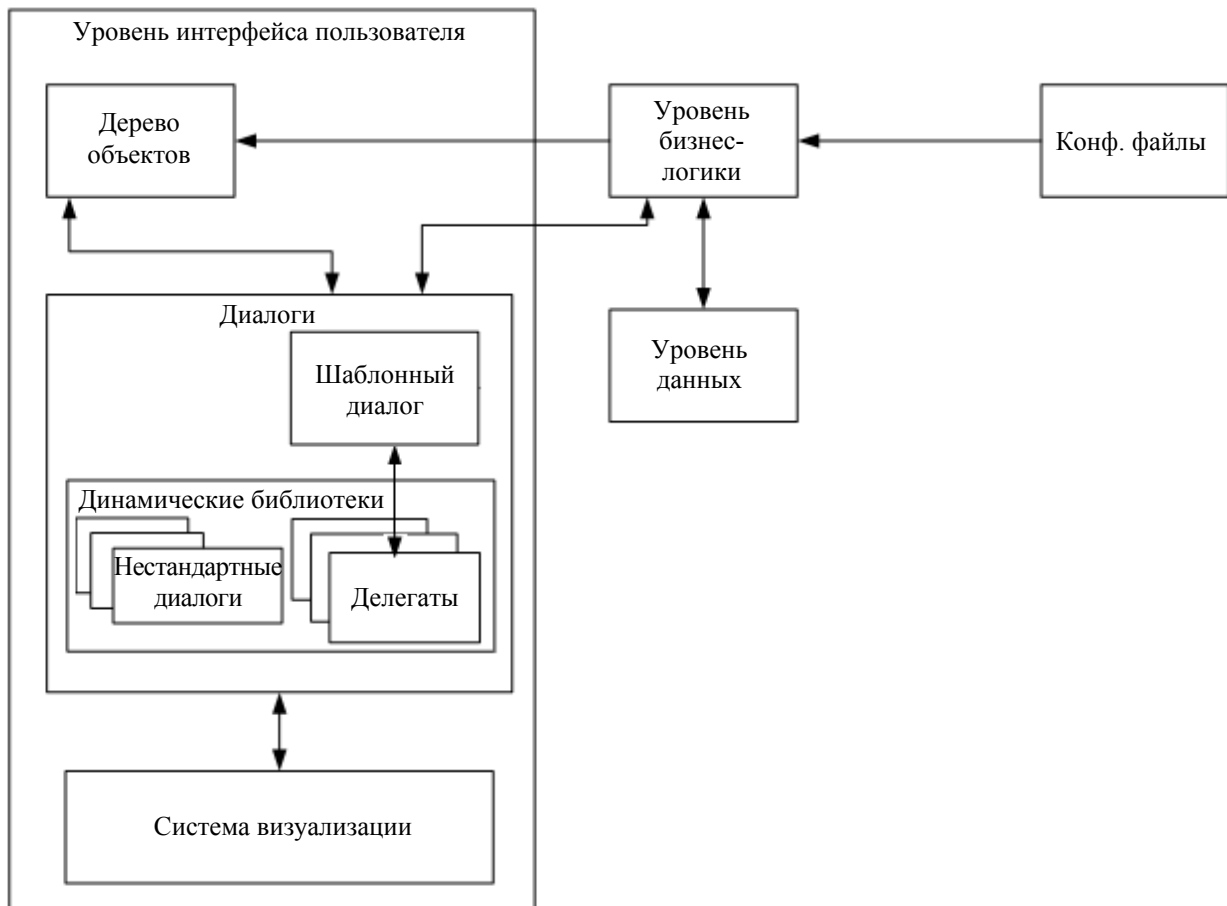 Уровень интерфейса пользователя
Дерево
объектов
Уровень
бизнес-
логики
Конф. файлы
Диалоги
Шаблонный
диалог
Уровень
данных
Динамические библиотеки
Нестандартные
диалоги
Делегаты
Система визуализации